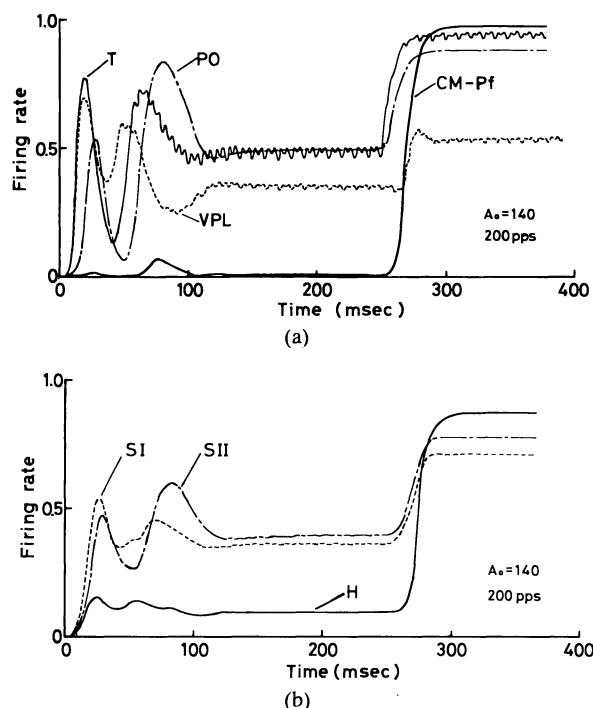 1.0
T
PO
CM-Pf
Firing rate
0.5
VPL
A₀=140
200pps
0
0
100
200
300
400
Time (msec)
(a)
1.0
SI
SII
Firing rate
0.5
A₀=140
200 pps
H
0
0
100
200
300
400
Time (msec)
(b)